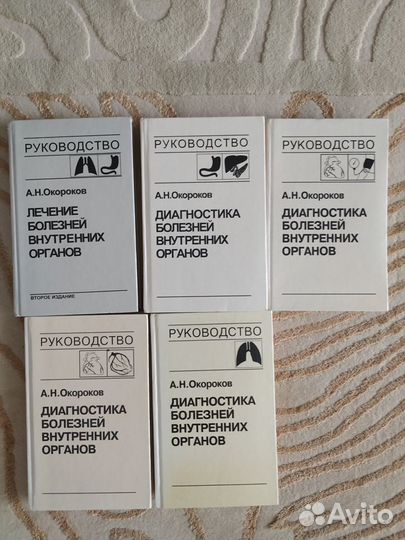 РУКОВОДСТВО
А.Н.Окороков
ЛЕЧЕНИЕ
БОЛЕЗНЕЙ
ВНУТРЕННИХ
ОРГАНОВ
ВТОРОЕ ИЗДАНИЕ
РУКОВОДСТВО
А.Н.Окороков
ДИАГНОСТИКА
БОЛЕЗНЕЙ
ВНУТРЕННИХ
ОРГАНОВ
РУКОВОДСТВО
А.Н.Окороков
ДИАГНОСТИКА
БОЛЕЗНЕЙ
ВНУТРЕННИХ
ОРГАНОВ
РУКОВОДСТВО
А.Н.Окороков
ДИАГНОСТИКА
БОЛЕЗНЕЙ
ВНУТРЕННИХ
ОРГАНОВ
РУКОВОДСТВО
А.Н.Окороков
ДИАГНОСТИКА
БОЛЕЗНЕЙ
ВНУТРЕННИХ
ОРГАНОВ
Avito